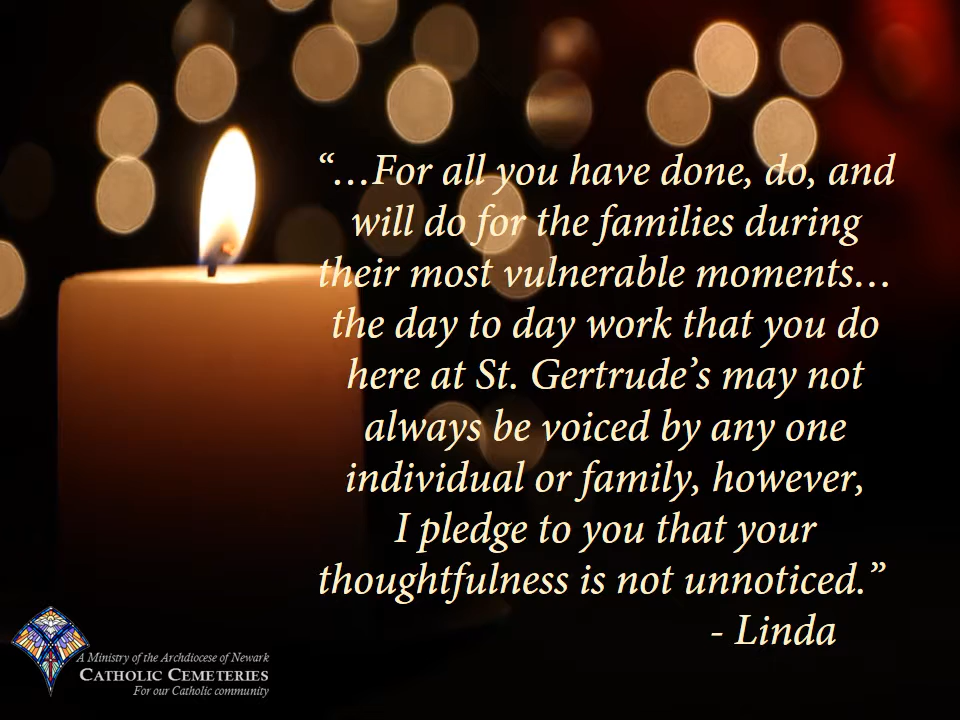 “…For all you have done, do, and
will do for the families during
their most vulnerable moments…
the day to day work that you do
here at St. Gertrude’s may not
always be voiced by any one
individual or family, however,
I pledge to you that your
thoughtfulness is not unnoticed.”
- Linda
A Ministry of the Archdiocese of Newark
CATHOLIC CEMETERIES
For our Catholic community